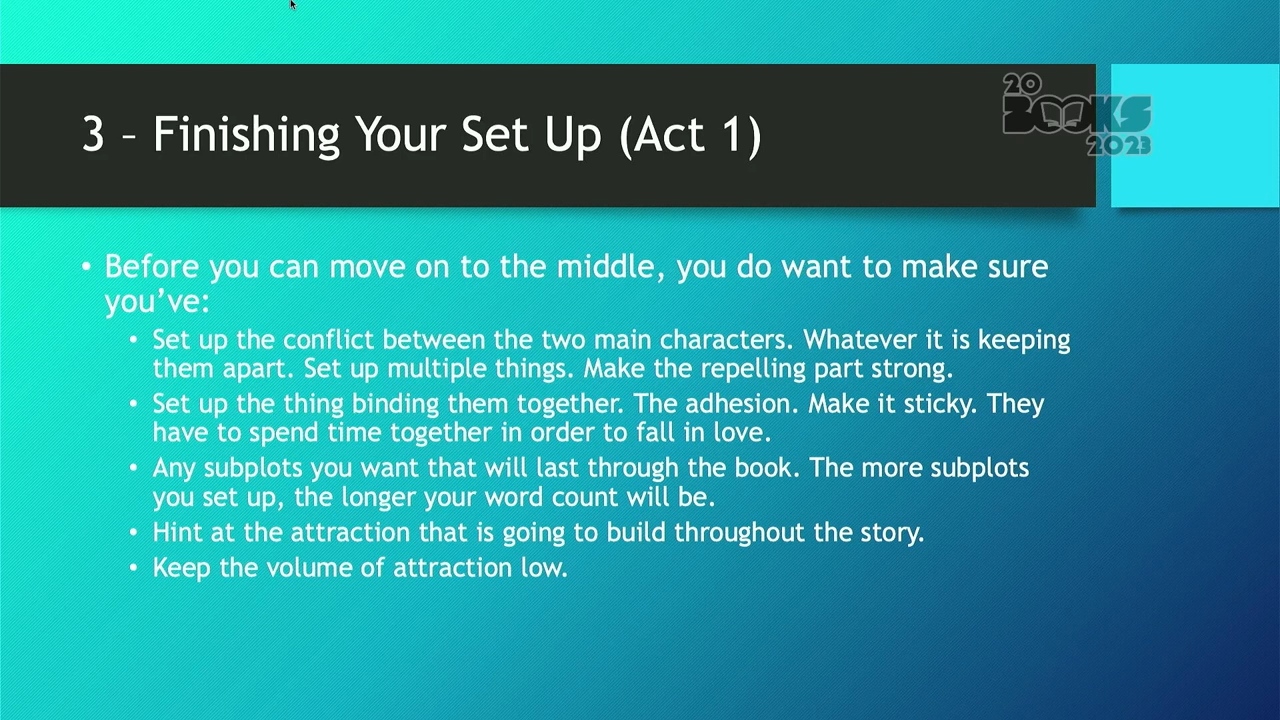 3 – Finishing Your Set Up (Act 1)
20
BOOKS
2023
• Before you can move on to the middle, you do want to make sure
you’ve:
• Set up the conflict between the two main characters. Whatever it is keeping
them apart. Set up multiple things. Make the repelling part strong.
• Set up the thing binding them together. The adhesion. Make it sticky. They
have to spend time together in order to fall in love.
• Any subplots you want that will last through the book. The more subplots
you set up, the longer your word count will be.
• Hint at the attraction that is going to build throughout the story.
• Keep the volume of attraction low.